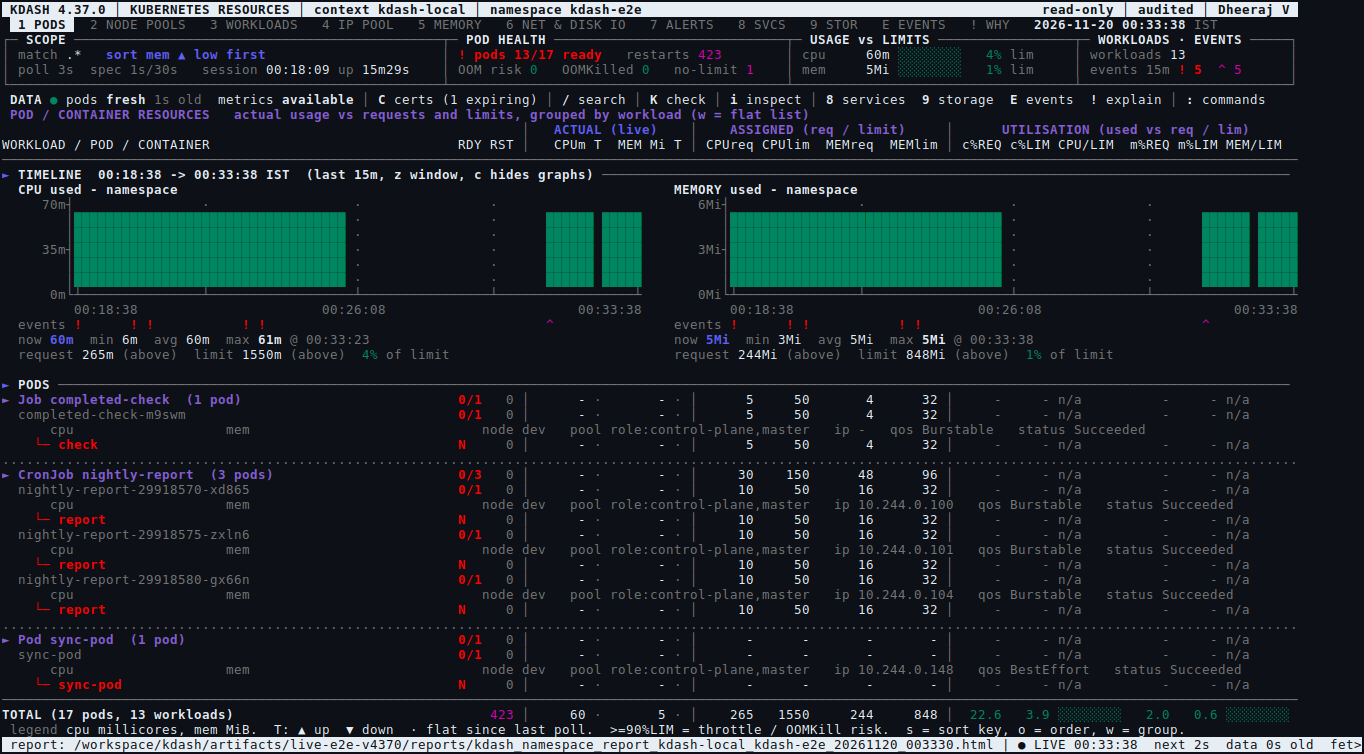 KDASH 4.37.0 │ KUBERNETES RESOURCES │ context kdash-local │ namespace kdash-e2e read-only │ audited │ Dheeraj V
1 PODS 2 NODE POOLS 3 WORKLOADS 4 IP POOL 5 MEMORY 6 NET & DISK IO 7 ALERTS 8 SVCS 9 STOR E EVENTS ! WHY 2026-11-20 00:33:38 IST
SCOPE POD HEALTH USAGE vs LIMITS WORKLOADS · EVENTS
match .* sort mem ▲ low first ! pods 13/17 ready restarts 423 cpu 60m 4% lim workloads 13
poll 3s spec 1s/30s session 00:18:09 up 15m29s OOM risk 0 OOMKilled 0 no-limit 1 mem 5Mi 1% lim events 15m ! 5 ^ 5
DATA ● pods fresh 1s old metrics available │ C certs (1 expiring) │ / search │ K check │ i inspect │ 8 services 9 storage E events ! explain │ : commands
POD / CONTAINER RESOURCES actual usage vs requests and limits, grouped by workload (w = flat list)
│ ACTUAL (live) │ ASSIGNED (req / limit) │ UTILISATION (used vs req / lim)
WORKLOAD / POD / CONTAINER RDY RST │ CPUm T MEM Mi T │ CPUreq CPUlim MEMreq MEMlim │ c%REQ c%LIM CPU/LIM m%REQ m%LIM MEM/LIM
► TIMELINE 00:18:38 -> 00:33:38 IST (last 15m, z window, c hides graphs)
CPU used - namespace MEMORY used - namespace
70m 6Mi
35m 3Mi
0m 0Mi
00:18:38 00:26:08 00:33:38 00:18:38 00:26:08 00:33:38
events ! ! ! ! ! ^ events ! ! ! ! ! ^
now 60m min 6m avg 60m max 61m @ 00:33:23 now 5Mi min 3Mi avg 5Mi max 5Mi @ 00:33:38
request 265m (above) limit 1550m (above) 4% of limit request 244Mi (above) limit 848Mi (above) 1% of limit
► PODS
► Job completed-check (1 pod) 0/1 0 │ - · - · │ 5 50 4 32 │ - - n/a - - n/a
completed-check-m9swm 0/1 0 │ - · - · │ 5 50 4 32 │ - - n/a - - n/a
cpu mem node dev pool role:control-plane,master ip - qos Burstable status Succeeded
└─ check N 0 │ - · - · │ 5 50 4 32 │ - - n/a - - n/a
► CronJob nightly-report (3 pods) 0/3 0 │ - · - · │ 30 150 48 96 │ - - n/a - - n/a
nightly-report-29918570-xd865 0/1 0 │ - · - · │ 10 50 16 32 │ - - n/a - - n/a
cpu mem node dev pool role:control-plane,master ip 10.244.0.100 qos Burstable status Succeeded
└─ report N 0 │ - · - · │ 10 50 16 32 │ - - n/a - - n/a
nightly-report-29918575-zxln6 0/1 0 │ - · - · │ 10 50 16 32 │ - - n/a - - n/a
cpu mem node dev pool role:control-plane,master ip 10.244.0.101 qos Burstable status Succeeded
└─ report N 0 │ - · - · │ 10 50 16 32 │ - - n/a - - n/a
nightly-report-29918580-gx66n 0/1 0 │ - · - · │ 10 50 16 32 │ - - n/a - - n/a
cpu mem node dev pool role:control-plane,master ip 10.244.0.104 qos Burstable status Succeeded
└─ report N 0 │ - · - · │ 10 50 16 32 │ - - n/a - - n/a
► Pod sync-pod (1 pod) 0/1 0 │ - · - · │ - - - - │ - - n/a - - n/a
sync-pod 0/1 0 │ - · - · │ - - - - │ - - n/a - - n/a
cpu mem node dev pool role:control-plane,master ip 10.244.0.148 qos BestEffort status Succeeded
└─ sync-pod N 0 │ - · - · │ - - - - │ - - n/a - - n/a
TOTAL (17 pods, 13 workloads) 423 │ 60 · 5 · │ 265 1550 244 848 │ 22.6 3.9 2.0 0.6
legend cpu millicores, mem MiB. T: ▲ up ▼ down · flat since last poll. >=90%LIM = throttle / OOMKill risk. s = sort key, o = order, w = group.
report: /workspace/kdash/artifacts/live-e2e-v4370/reports/kdash_namespace_report_kdash-local_kdash-e2e_20261120_003330.html │ ● LIVE 00:33:38 next 2s data 0s old fetc